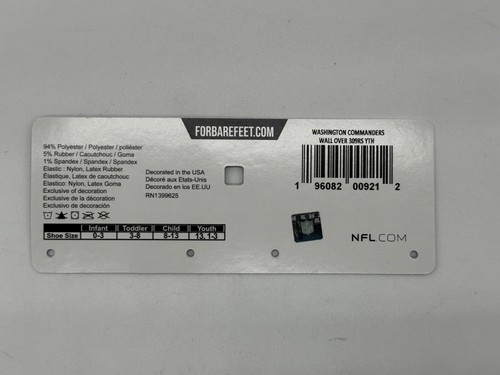 FORBAREFEET.COM
94% Polyester / Polyester / poliéster
5% Rubber / Caoutchouc / Goma
1% Spandex / Spandex / Spandex
Elastic : Nylon, Latex Rubber
Élastique, Latex de caoutchouc
Elastico: Nylon, Latex Goma
Exclusive of decoration
Exclusive de la décoration
Exclusivo de decoración
Decorated in the USA
Décoré aux Etats-Unis
Decorado en los EE.UU
RN1399625
Infant Toddler Child Youth
Shoe Size 0-3 3-8 8-13 13, 1-3
WASHINGTON COMMANDERS
WALL OVER 309RS YTH
1 96082 00921 2
NFL.COM